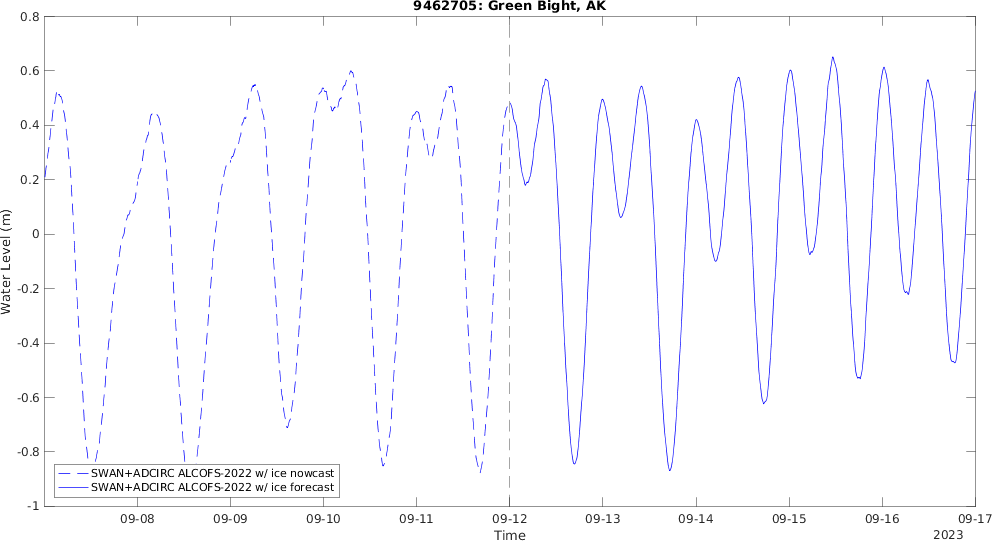 9462705: Green Bight, AK
0.8
0.6
0.4
0.2
0
-0.2
-0.4
-0.6
-0.8
-1
Water Level (m)
SWAN+ADCIRC ALCOFS-2022 w/ ice nowcast
SWAN+ADCIRC ALCOFS-2022 w/ ice forecast
09-08 09-09 09-10 09-11 09-12 09-13 09-14 09-15 09-16 09-17
Time
2023